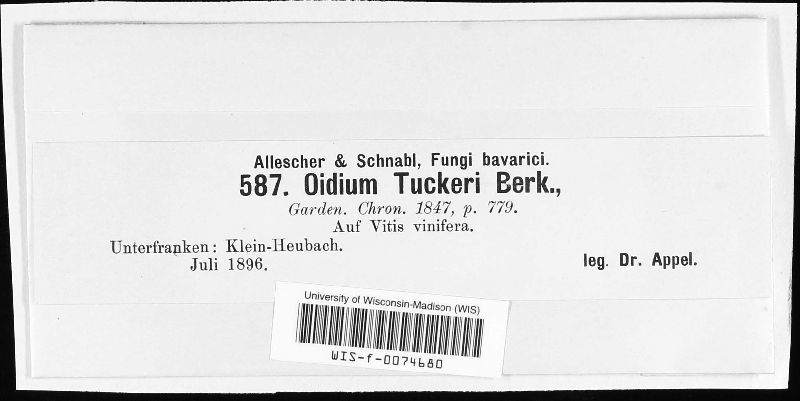 Allescher & Schnabl, Fungi bavarici.
587. Oidium Tuckeri Berk.,
Garden. Chron. 1847, p. 779.
Auf Vitis vinifera.
Unterfranken: Klein-Heubach.
Juli 1896.
leg. Dr. Appel.
University of Wisconsin-Madison (WIS)
WIS-f-0074680